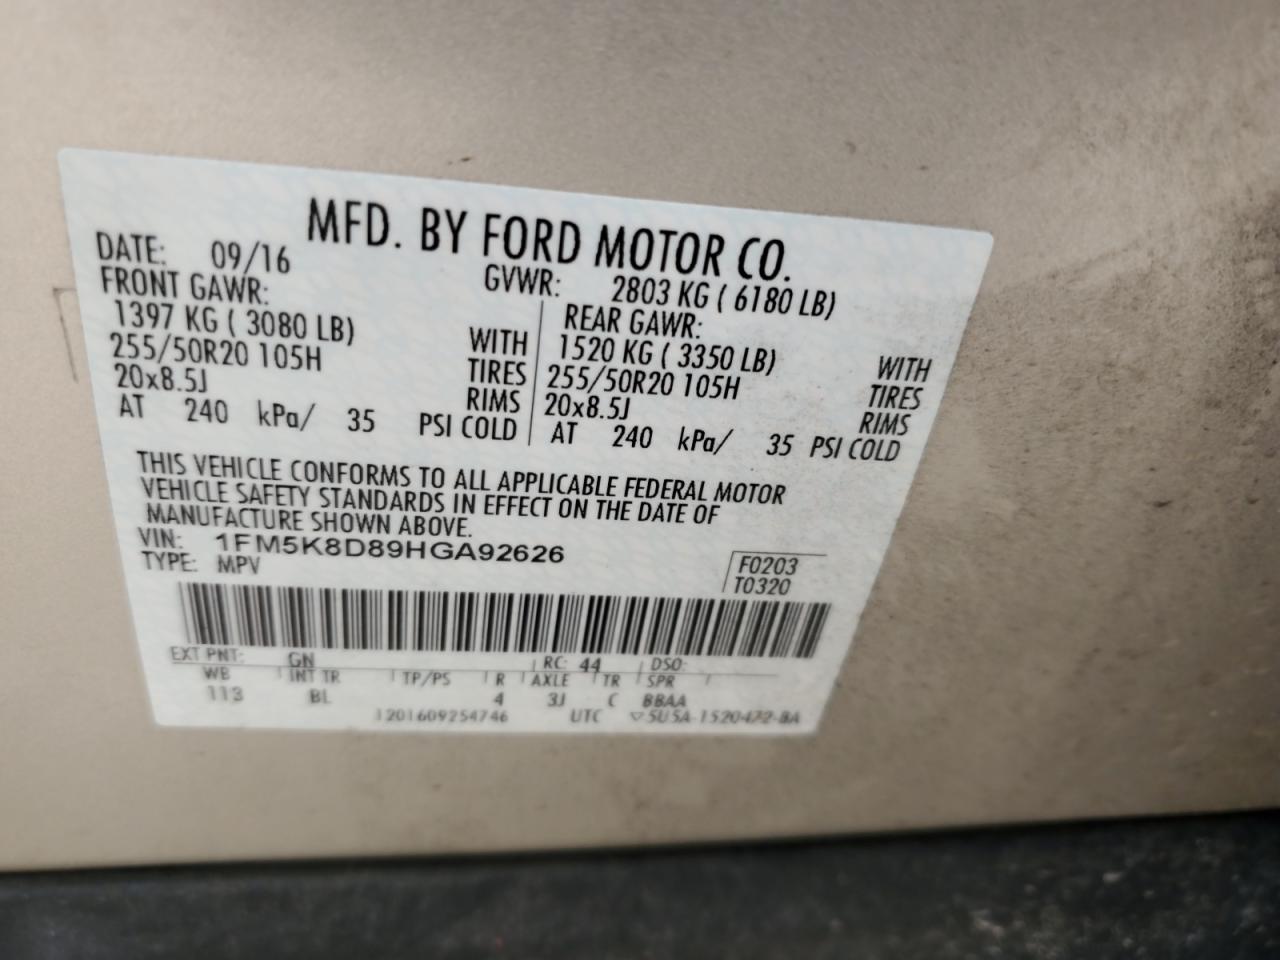 MFD. BY FORD MOTOR CO.
DATE: 09/16 GVWR: 2803 KG ( 6180 LB)
FRONT GAWR: REAR GAWR:
1397 KG ( 3080 LB) WITH 1520 KG ( 3350 LB) WITH
255/50R20 105H TIRES 255/50R20 105H TIRES
20x8.5J RIMS 20x8.5J RIMS
AT 240 kPa/ 35 PSI COLD AT 240 kPa/ 35 PSI COLD
THIS VEHICLE CONFORMS TO ALL APPLICABLE FEDERAL MOTOR
VEHICLE SAFETY STANDARDS IN EFFECT ON THE DATE OF
MANUFACTURE SHOWN ABOVE.
VIN: 1FM5K8D89HGA92626
TYPE: MPV
F0203
T0320
EXT PNT: GN RC: 44 DSO:
WB INT TR TP/PS R AXLE TR SPR
113 BL 4 3J C BBAA
1201609254746 UTC ▽5U5A-1520472-BA